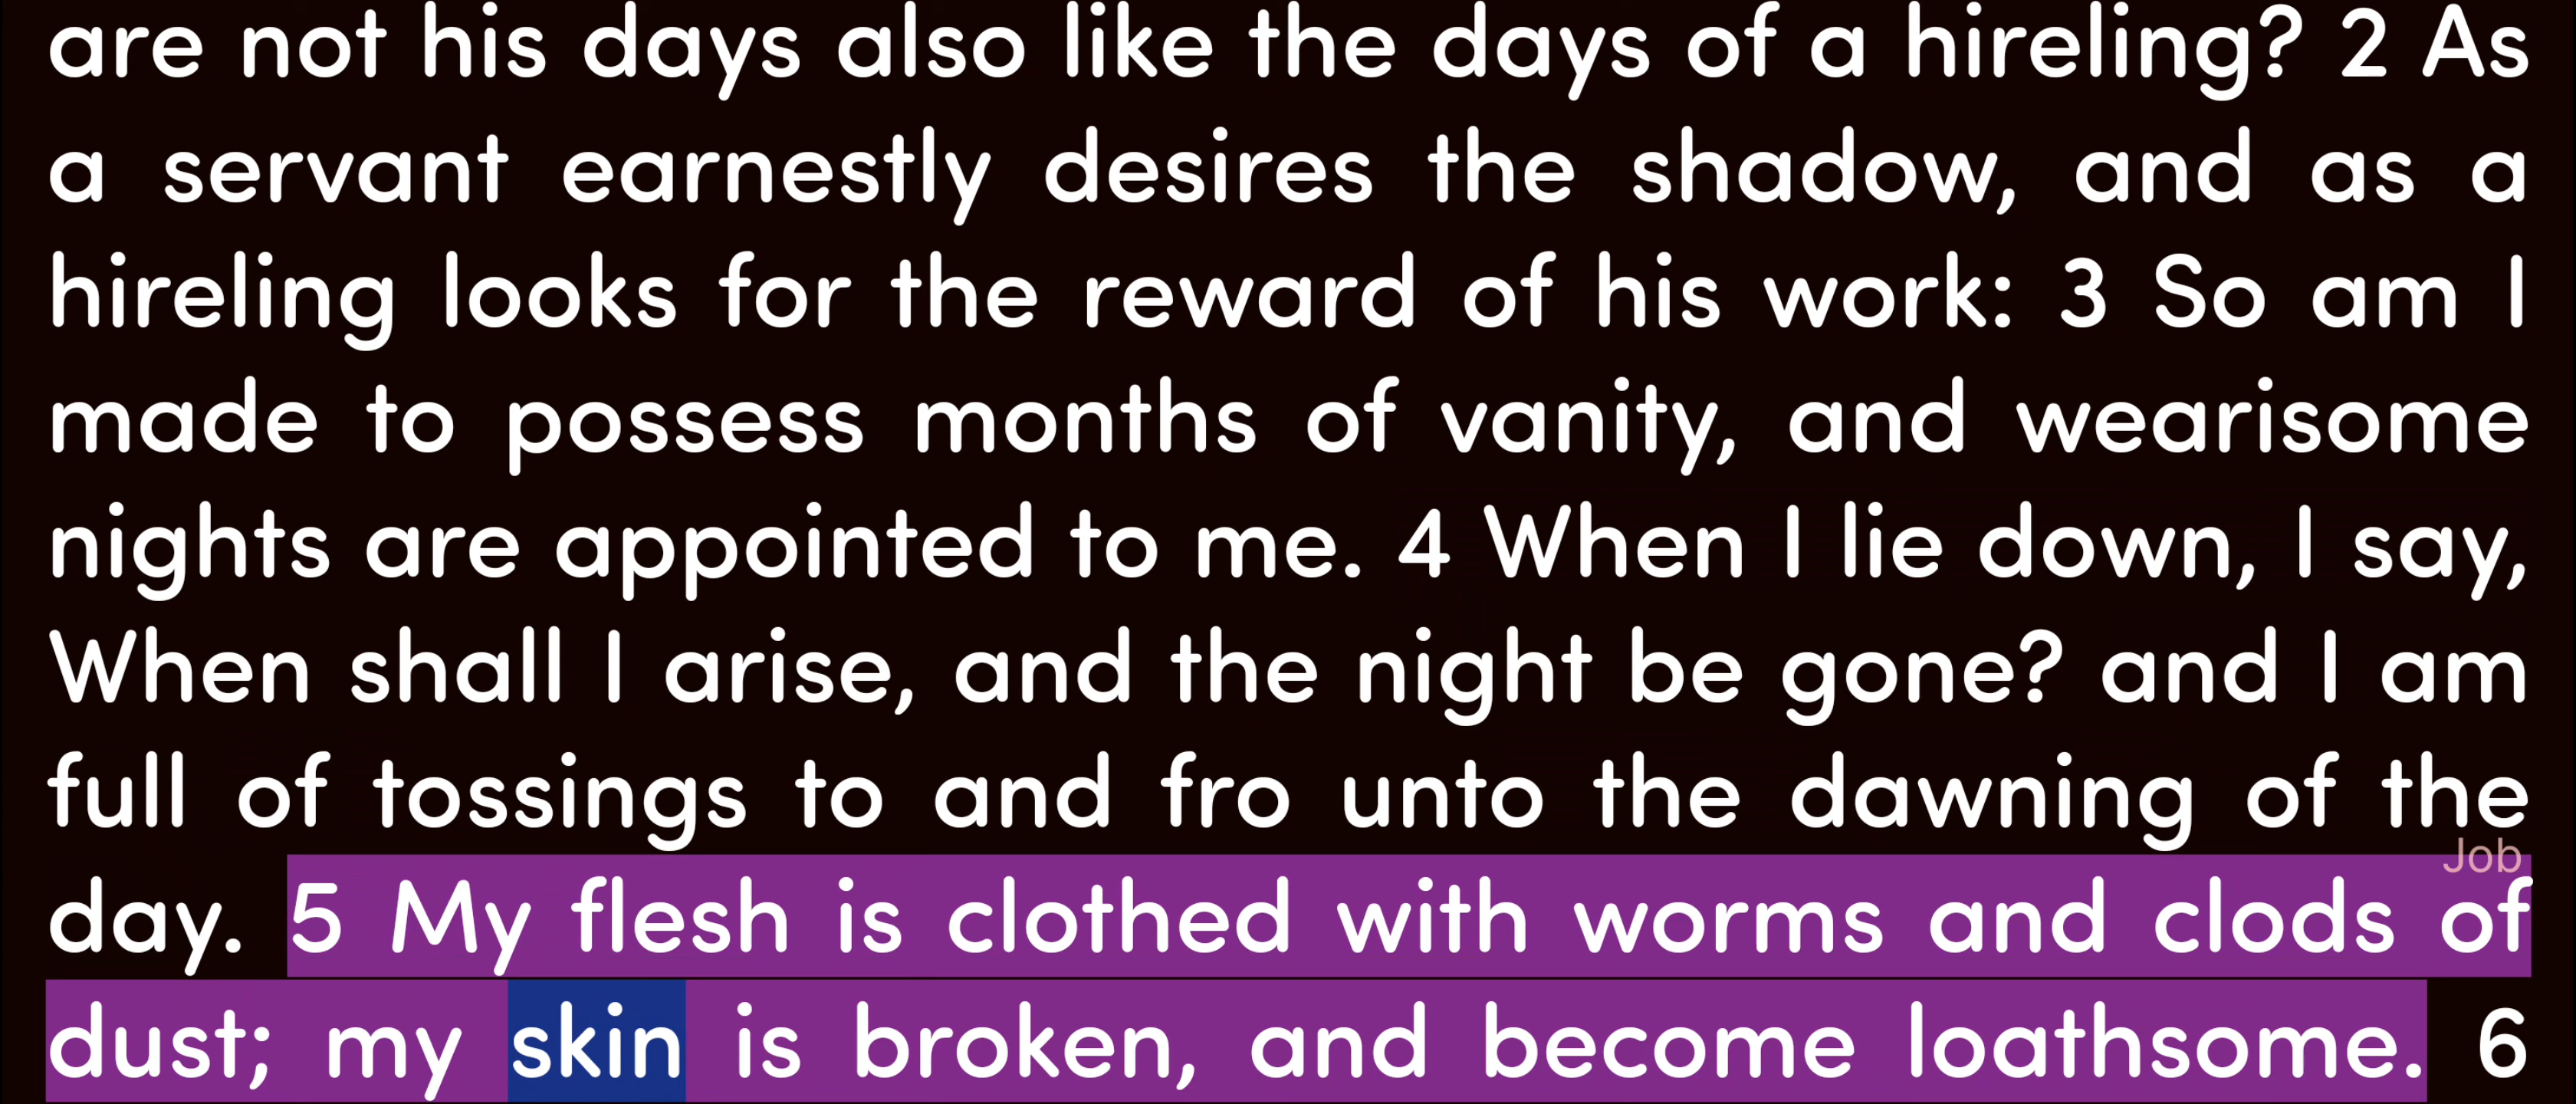 are not his days also like the days of a hireling? 2 As
a servant earnestly desires the shadow, and as a
hireling looks for the reward of his work: 3 So am I
made to possess months of vanity, and wearisome
nights are appointed to me. 4 When I lie down, I say,
When shall I arise, and the night be gone? and I am
full of tossings to and fro unto the dawning of the
Job
day. 5 My flesh is clothed with worms and clods of
dust; my skin is broken, and become loathsome. 6